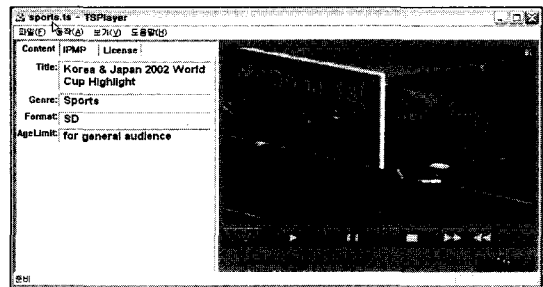 sports.ts - TSPlayer
파일(F) 동작(A) 보기(V) 도움말(H)
Content IPMP License
Title: Korea & Japan 2002 World
Cup Highlight
Genre: Sports
Format: SD
AgeLimit: for general audience
준비